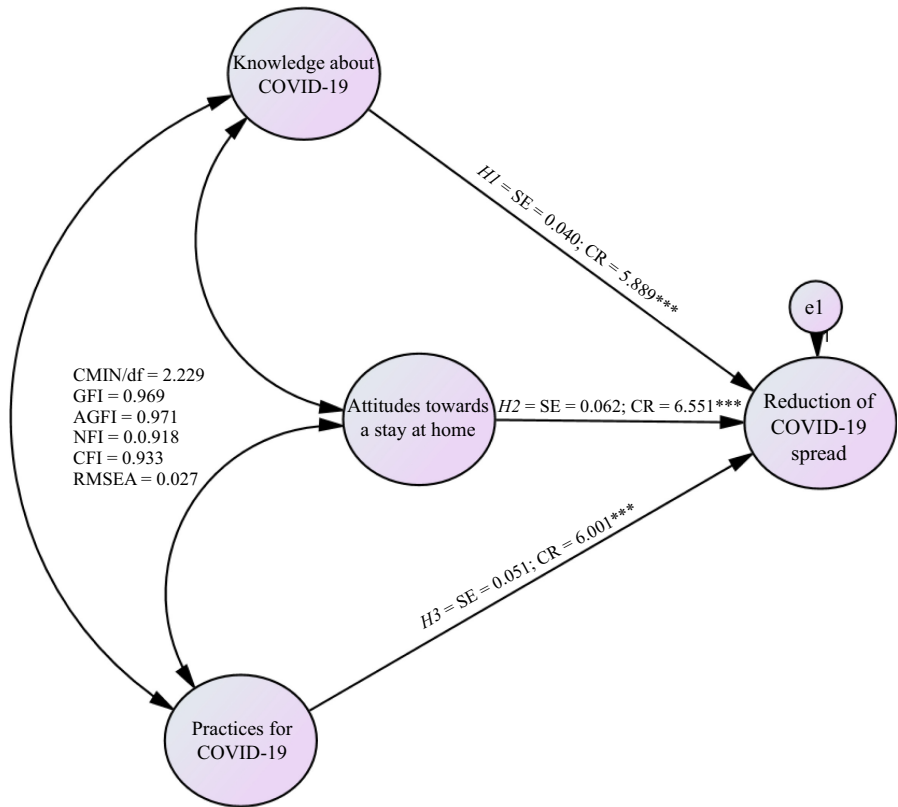 Knowledge about
COVID-19
H1 = SE = 0.040; CR = 5.889***
e1
1
CMIN/df = 2.229
GFI = 0.969
AGFI = 0.971
NFI = 0.0.918
CFI = 0.933
RMSEA = 0.027
Attitudes towards
a stay at home
H2 = SE = 0.062; CR = 6.551***
Reduction of
COVID-19
spread
H3 = SE = 0.051; CR = 6.001***
Practices for
COVID-19